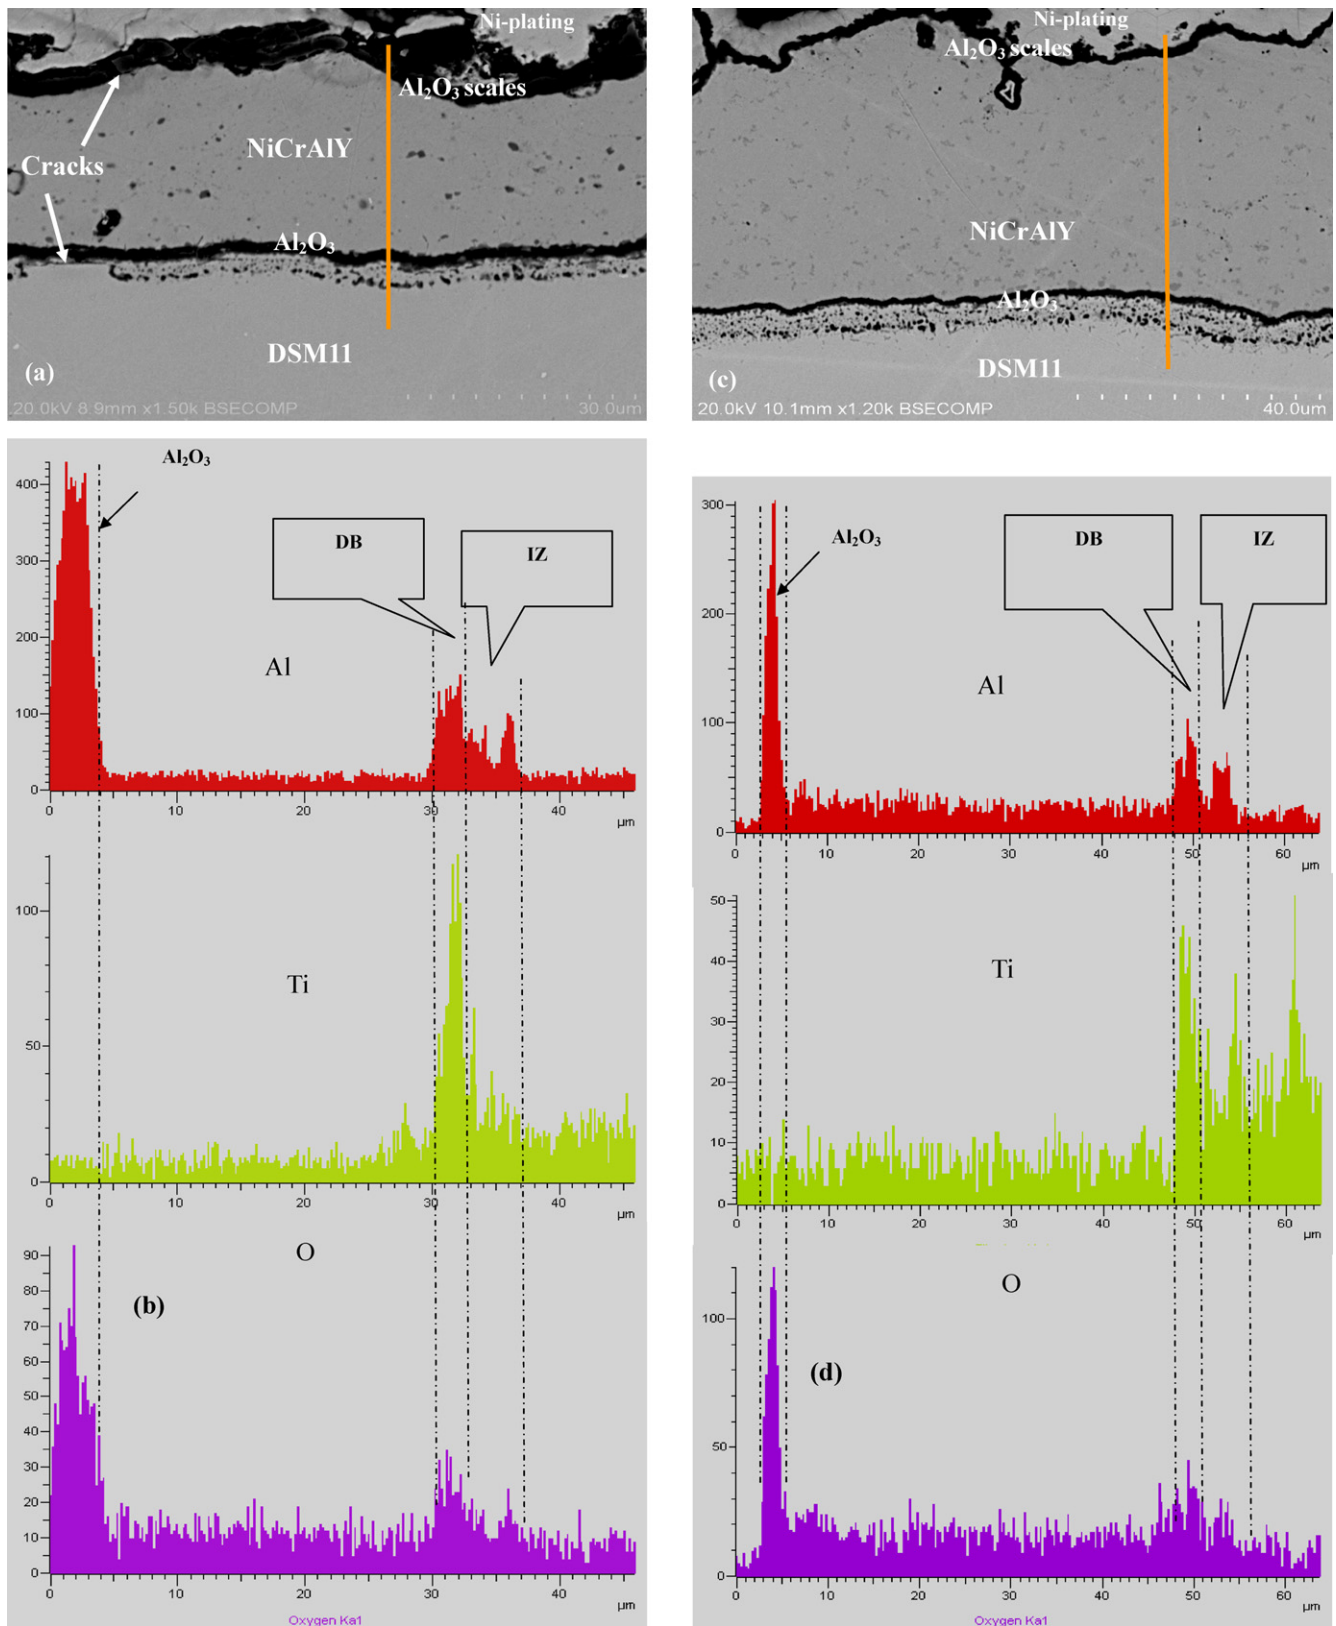 Ni-plating
Al₂O₃ scales
NiCrAlY
Cracks
Al₂O₃
DSM11
(a)
20.0kV 8.9mm x1.50k BSECOMP 30.0um
Ni-plating
Al₂O₃ scales
NiCrAlY
Al₂O₃
DSM11
(c)
20.0kV 10.1mm x1.20k BSECOMP 40.0um
Al₂O₃
DB
IZ
Al
400
300
200
100
0
0 10 20 30 40
µm
Ti
100
50
0
0 10 20 30 40
µm
O
(b)
90
80
70
60
50
40
30
20
10
0
0 10 20 30 40
µm
Oxygen Ka1
Al₂O₃
DB
IZ
Al
300
200
100
0
0 10 20 30 40 50 60
µm
Ti
50
40
30
20
10
0
0 10 20 30 40 50 60
µm
O
(d)
100
50
0
0 10 20 30 40 50 60
µm
Oxygen Ka1